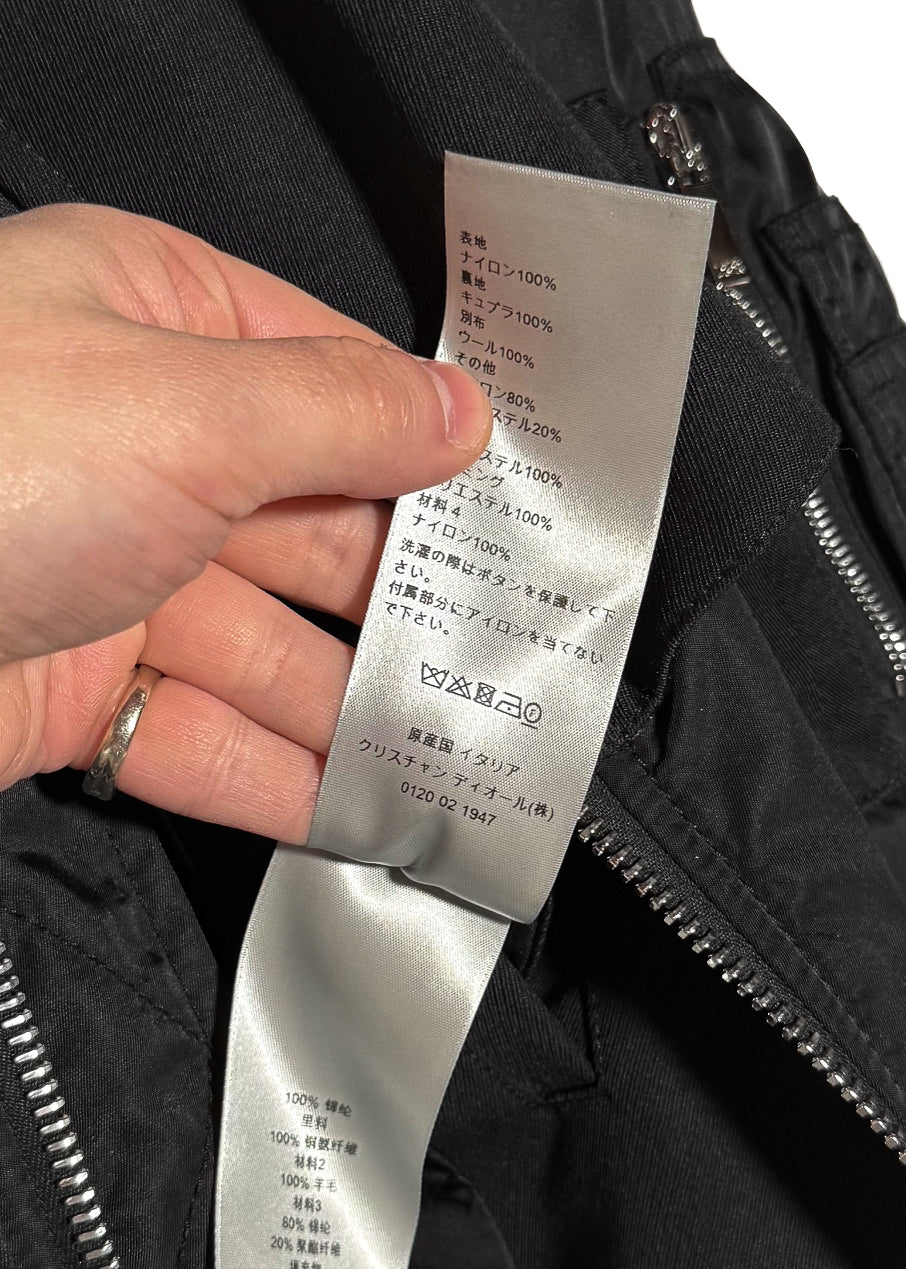 表地
ナイロン100%
裏地
キュプラ100%
別布
ウール100%
その他
ロン80%
ステル20%
ステル100%
ニング
リエステル100%
材料4
ナイロン100%
洗濯の際はボタンを保護して下
さい。
付属部分にアイロンを当てない
で下さい。
原産国 イタリア
クリスチャン ディオール(株)
0120 02 1947
100% 锦纶
里料
100% 铜氨纤维
材料2
100% 羊毛
材料3
80% 锦纶
20% 聚酯纤维
填充物